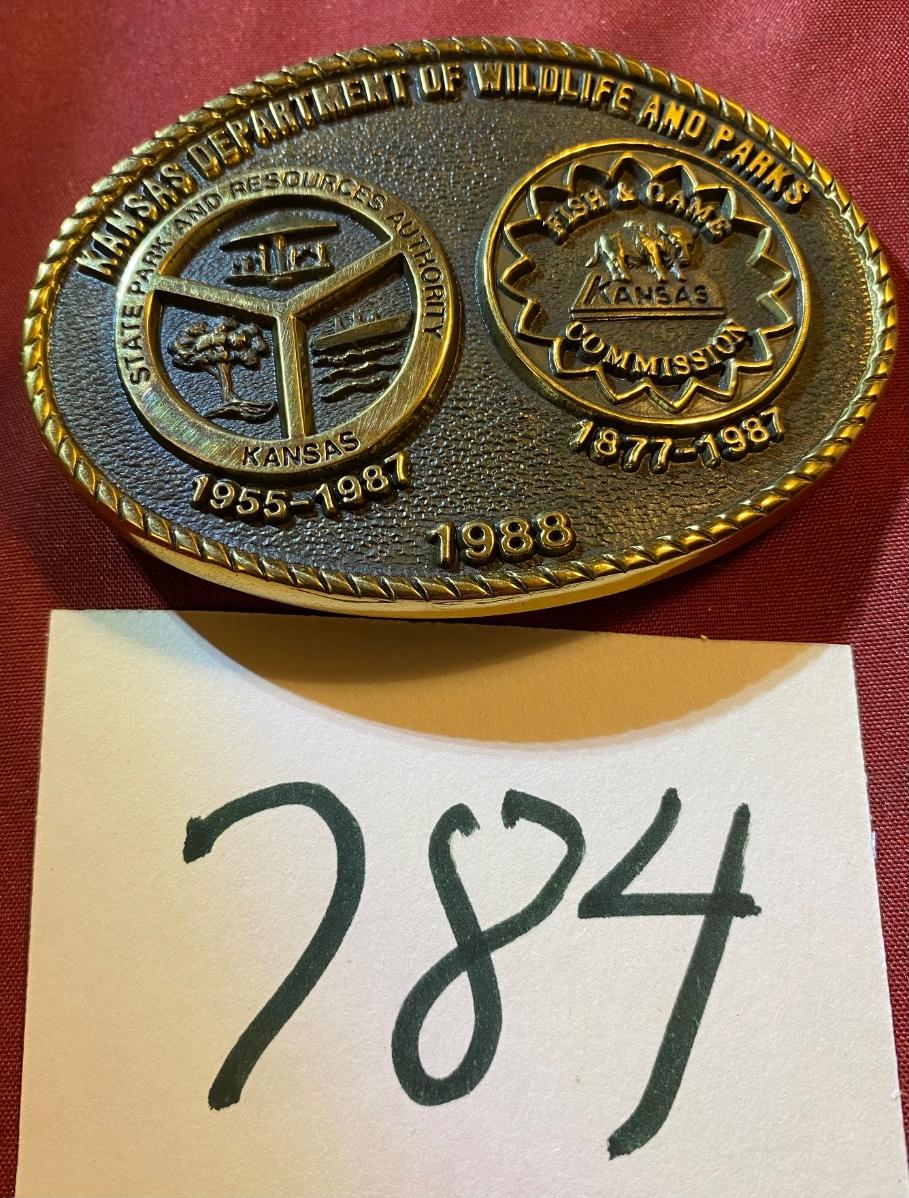 KANSAS DEPARTMENT OF WILDLIFE AND PARKS
STATE PARK AND RESOURCES AUTHORITY
KANSAS
1955-1987
FISH & GAME
KANSAS
COMMISSION
1877-1987
1988
784